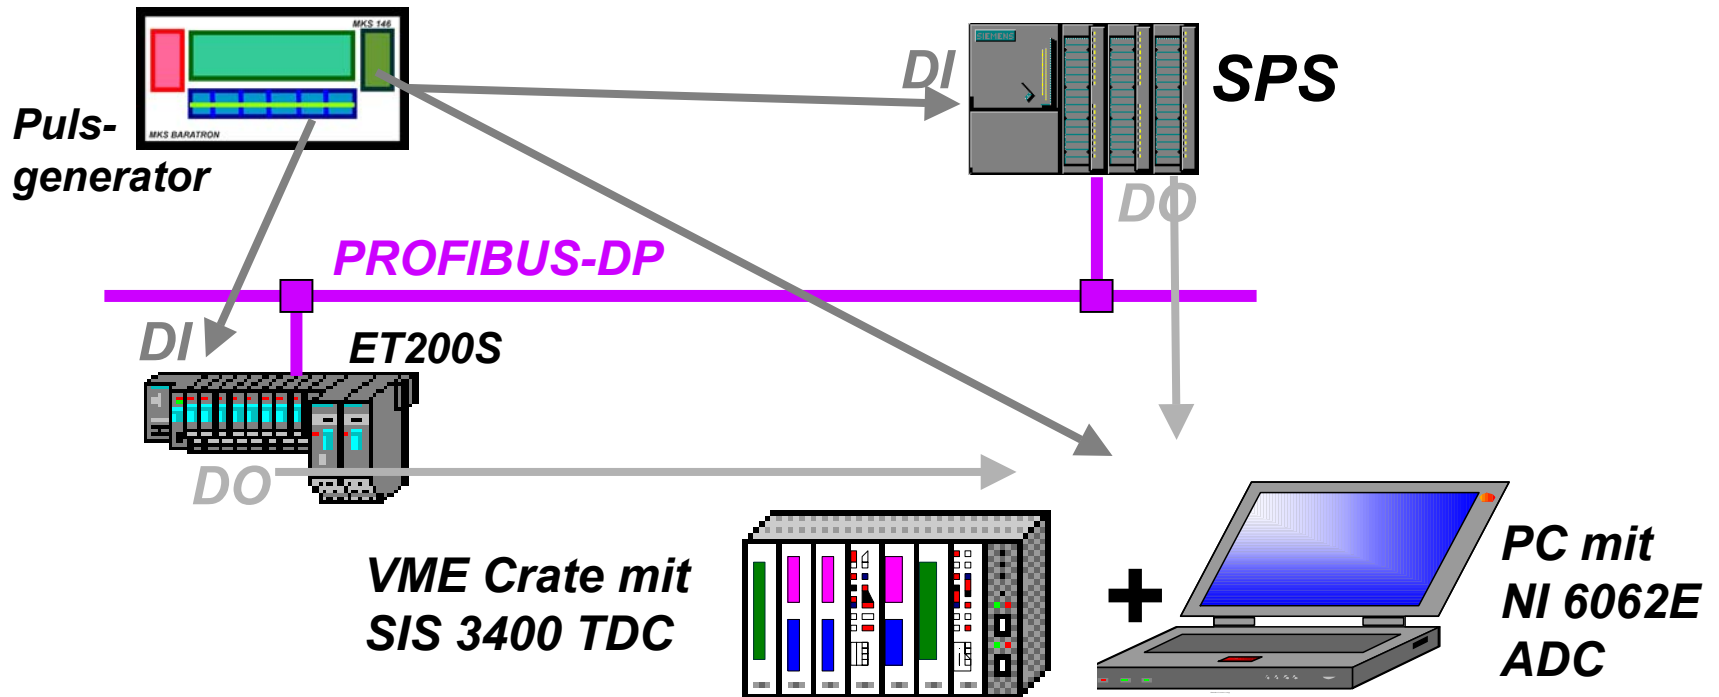 MKS 146
MKS BARATRON
Puls-
generator
SIEMENS
DI
SPS
DO
PROFIBUS-DP
DI
ET200S
DO
VME Crate mit
SIS 3400 TDC
+
PC mit
NI 6062E
ADC